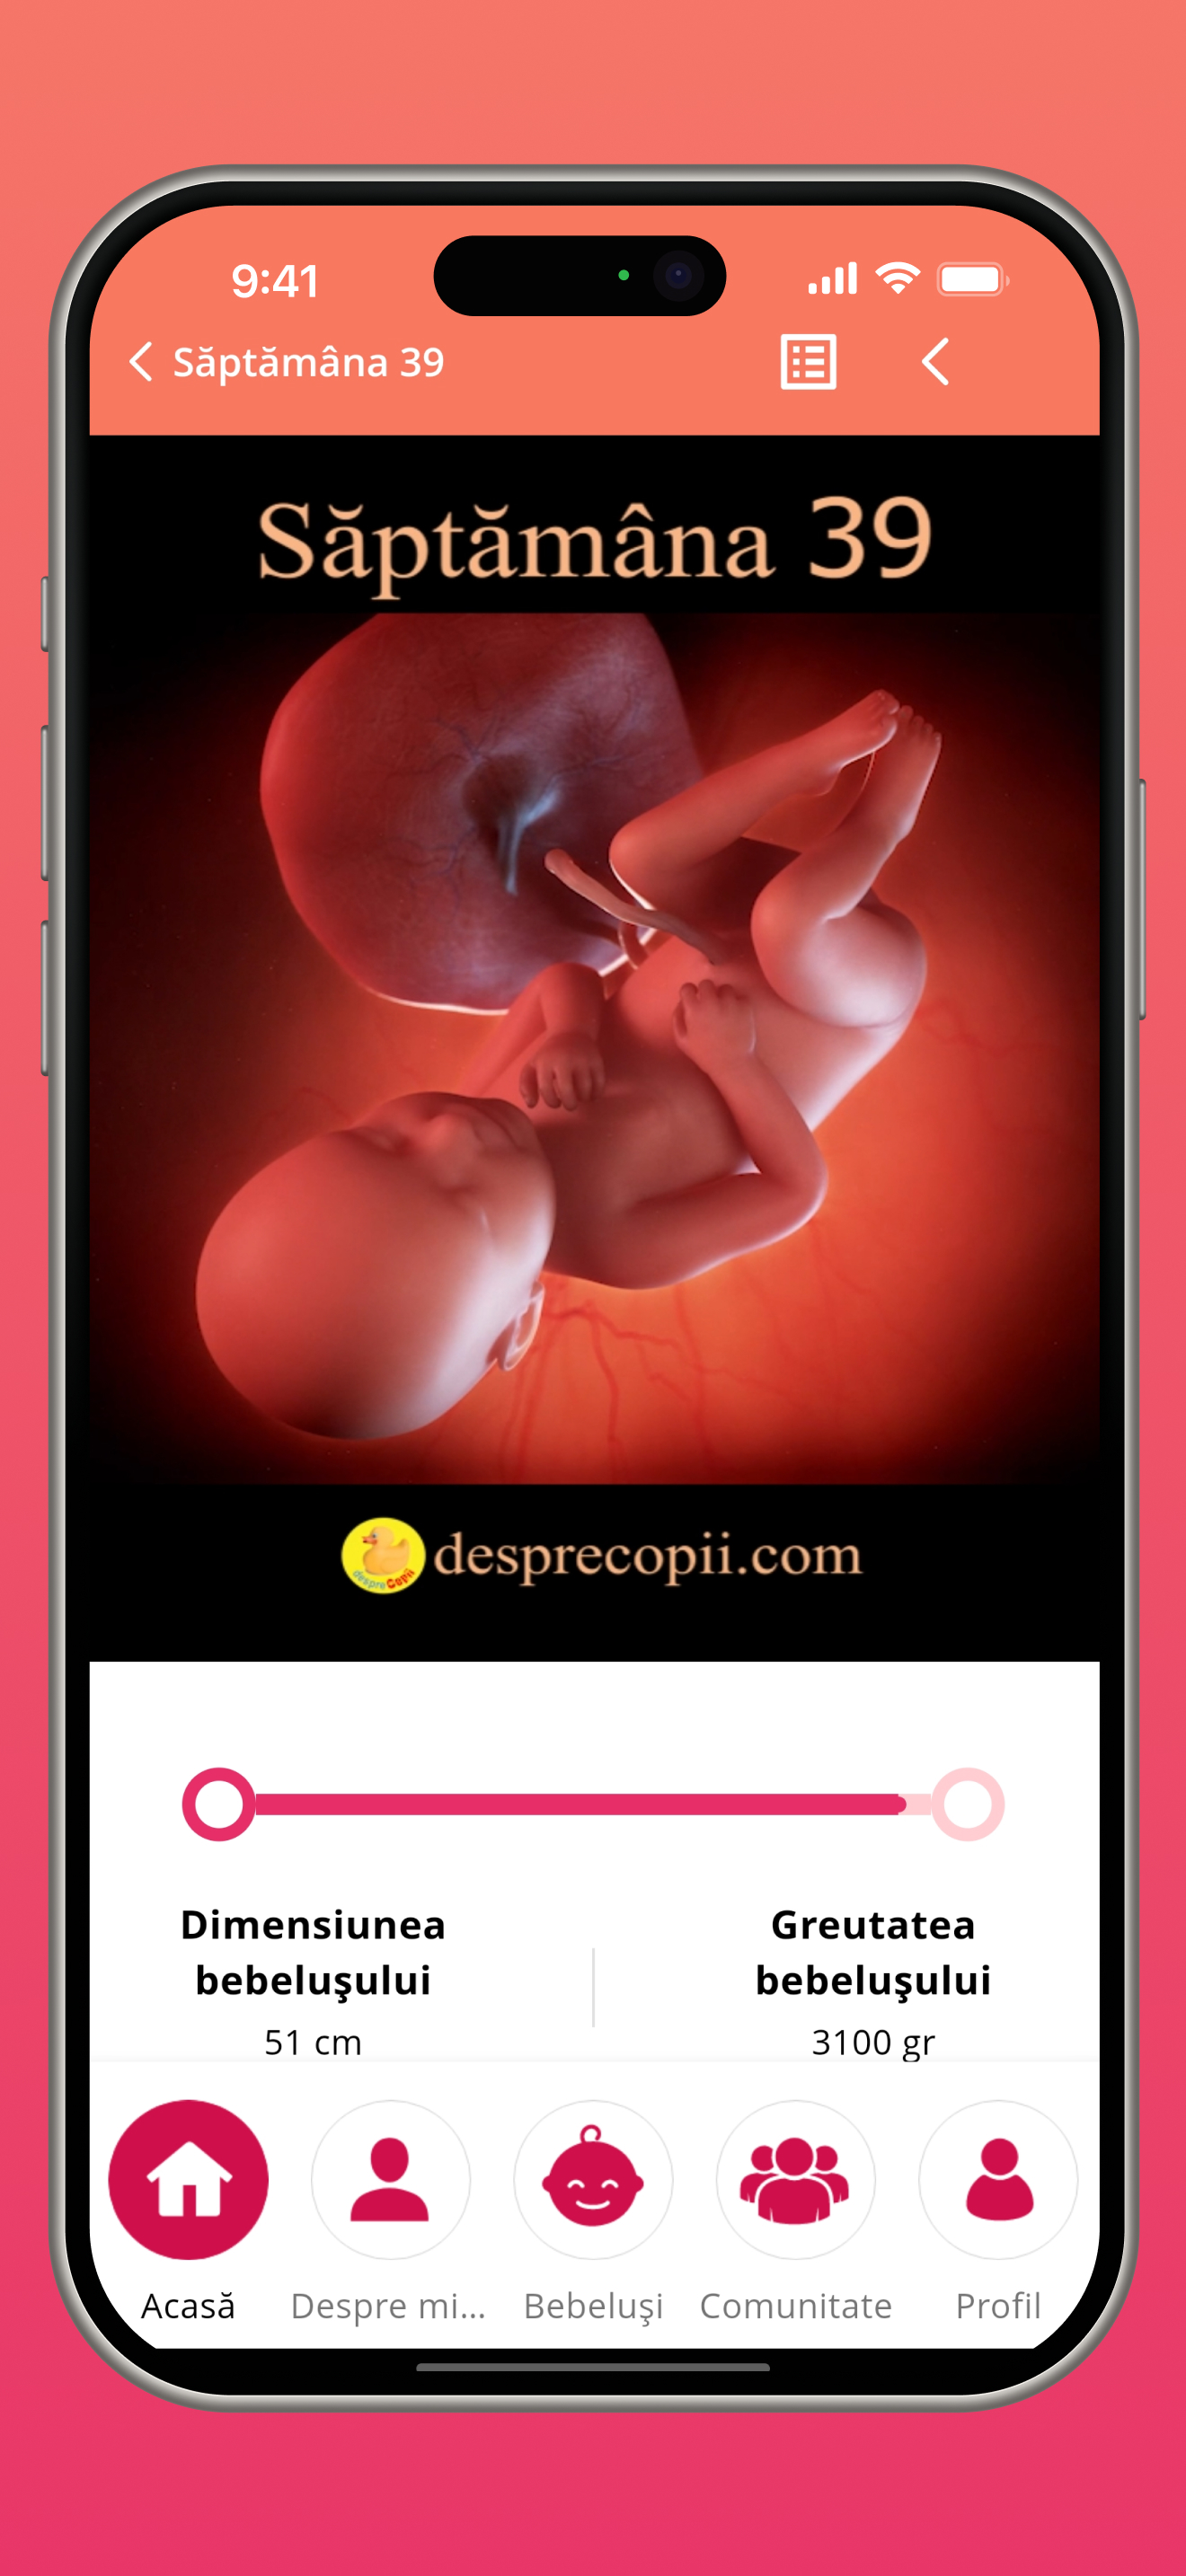 9:41
Săptămâna 39
Săptămâna 39
despreCopii
desprecopii.com
Dimensiunea
bebeluşului
51 cm
Greutatea
bebeluşului
3100 gr
Acasă
Despre mi...
Bebeluşi
Comunitate
Profil